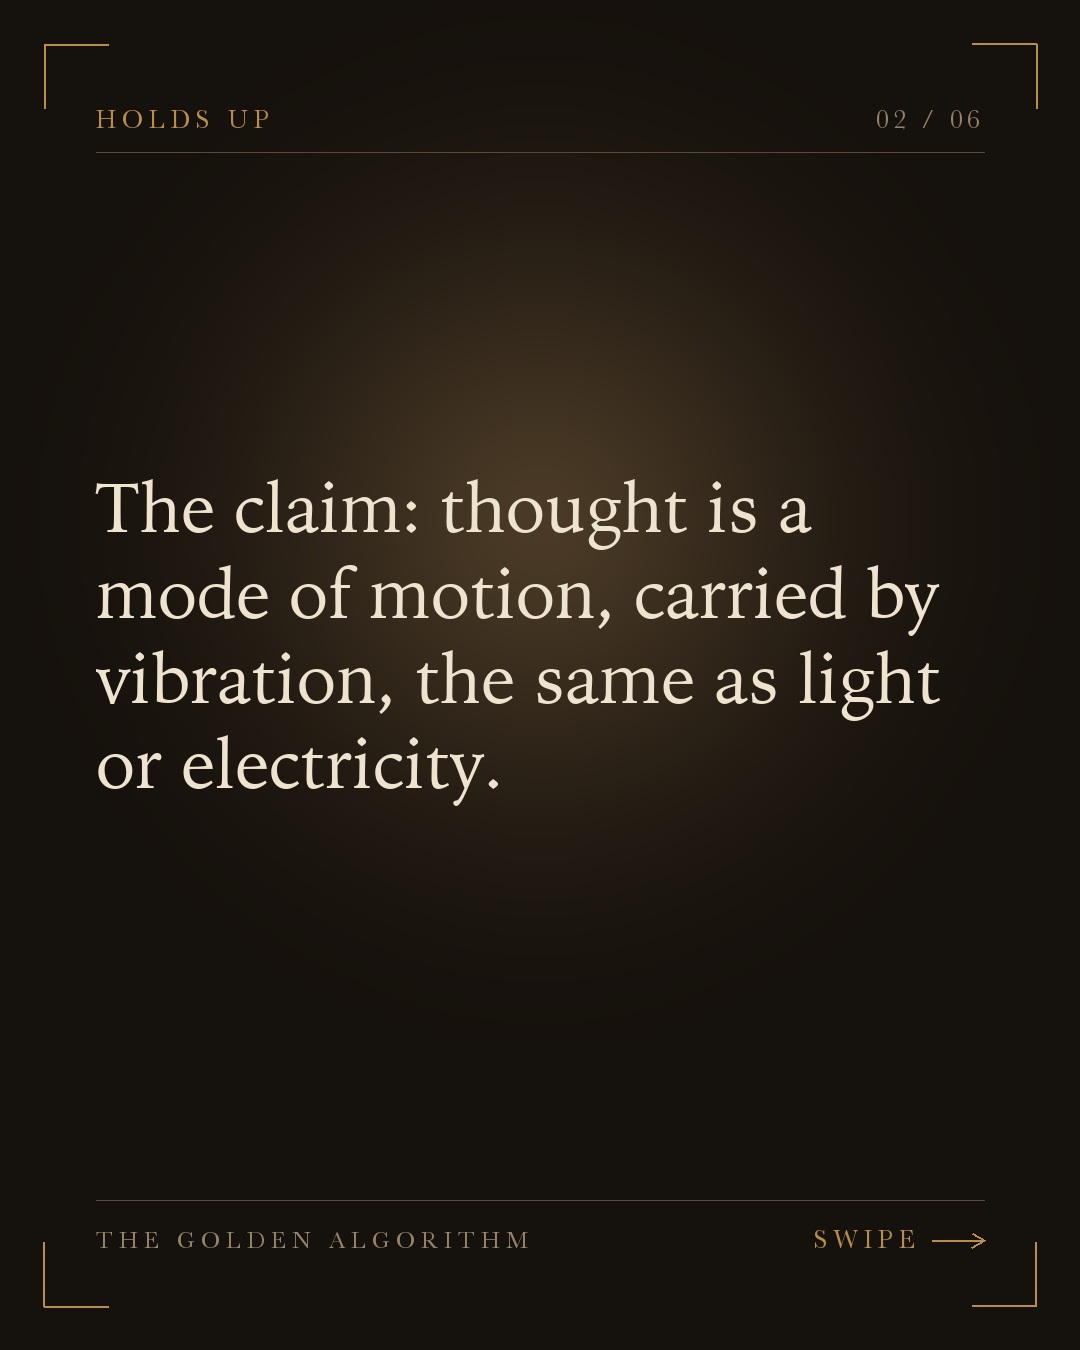 HOLDS UP
02 / 06
The claim: thought is a
mode of motion, carried by
vibration, the same as light
or electricity.
THE GOLDEN ALGORITHM
SWIPE